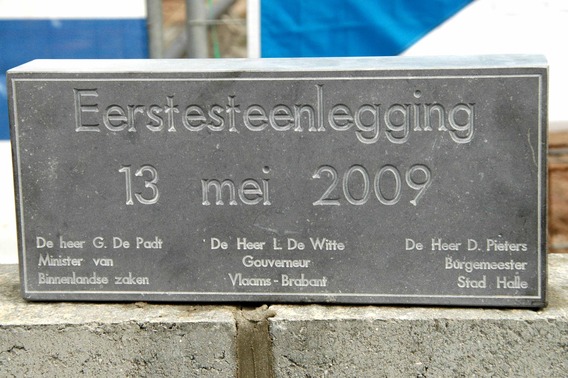 Eerstesteenlegging
13 mei 2009
De heer G. De Padt
Minister van
Binnenlandse zaken
De Heer L. De Witte
Gouverneur
Vlaams-Brabant
De Heer D. Pieters
Burgemeester
Stad Halle